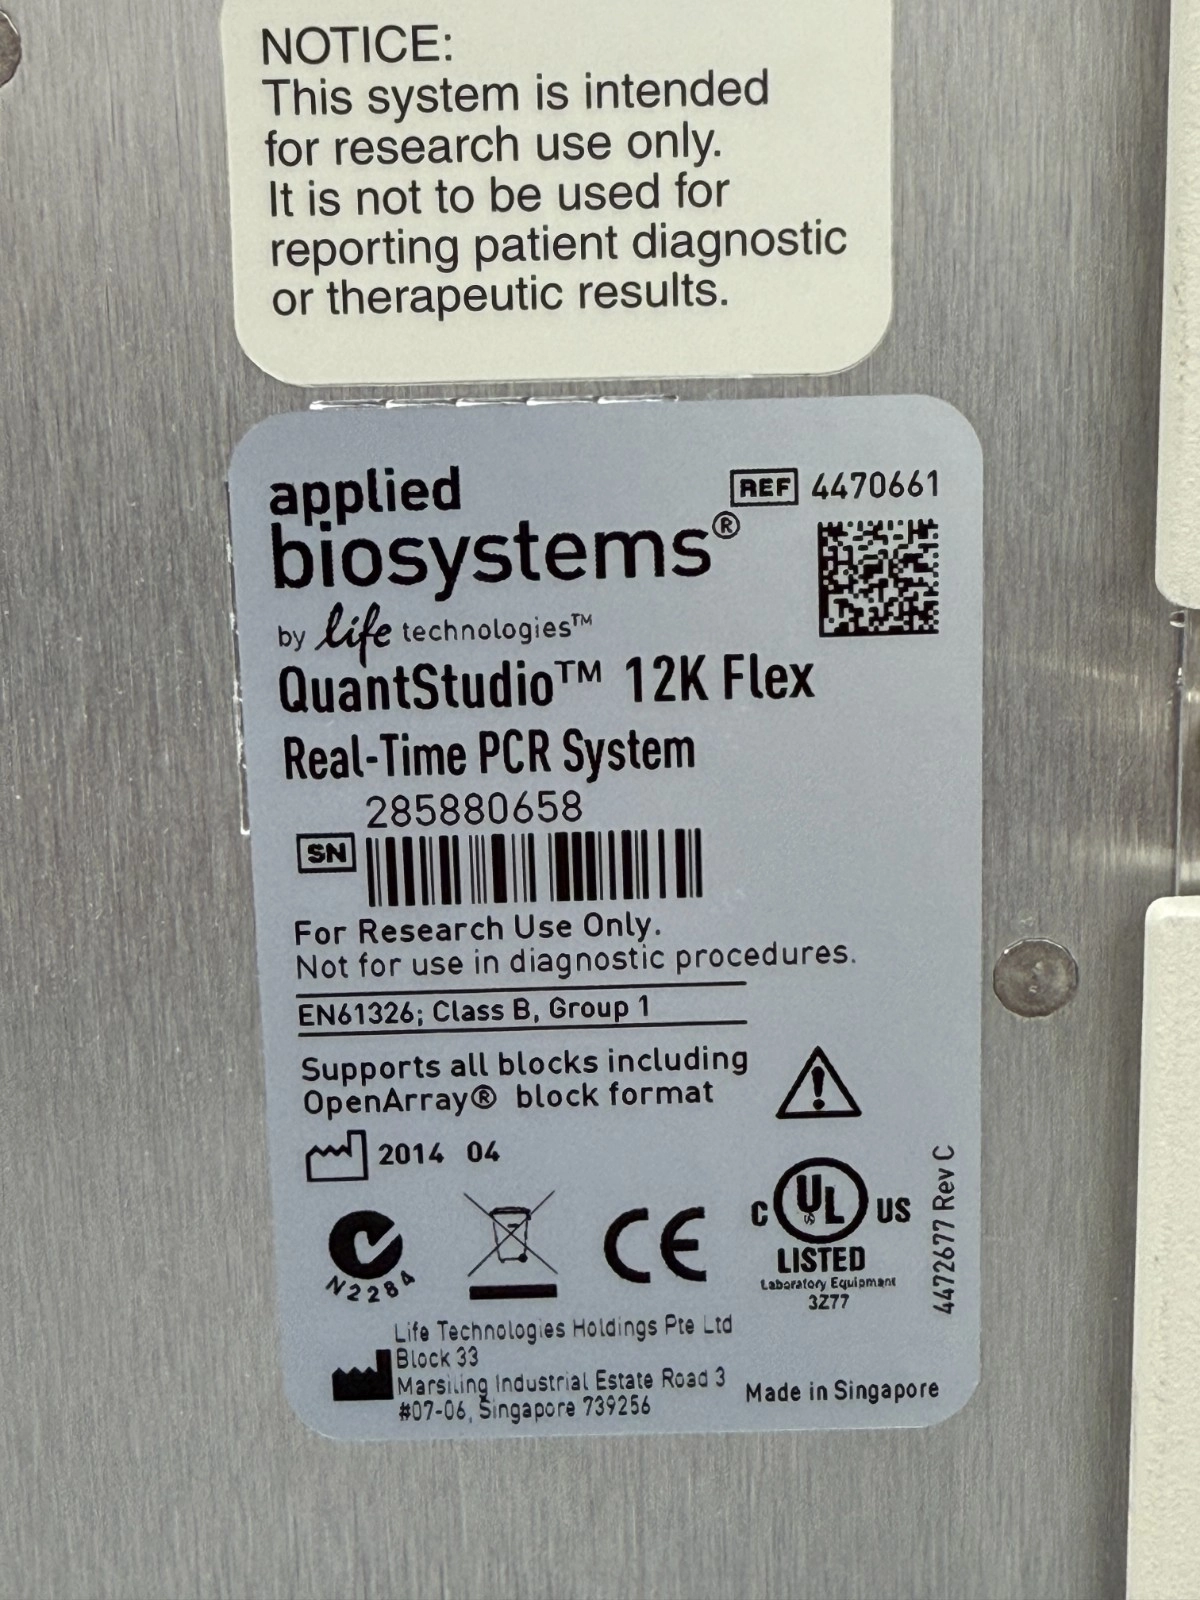 NOTICE:
This system is intended
for research use only.
It is not to be used for
reporting patient diagnostic
or therapeutic results.
applied
biosystems®
by life technologies™
REF 4470661
QuantStudio™ 12K Flex
Real-Time PCR System
285880658
SN
For Research Use Only.
Not for use in diagnostic procedures.
EN61326; Class B, Group 1
Supports all blocks including
OpenArray® block format
2014 04
N2284
CE
C UL US
LISTED
Laboratory Equipment
3Z77
4472677 Rev C
Life Technologies Holdings Pte Ltd
Block 33
Marsiling Industrial Estate Road 3
#07-06, Singapore 739256
Made in Singapore